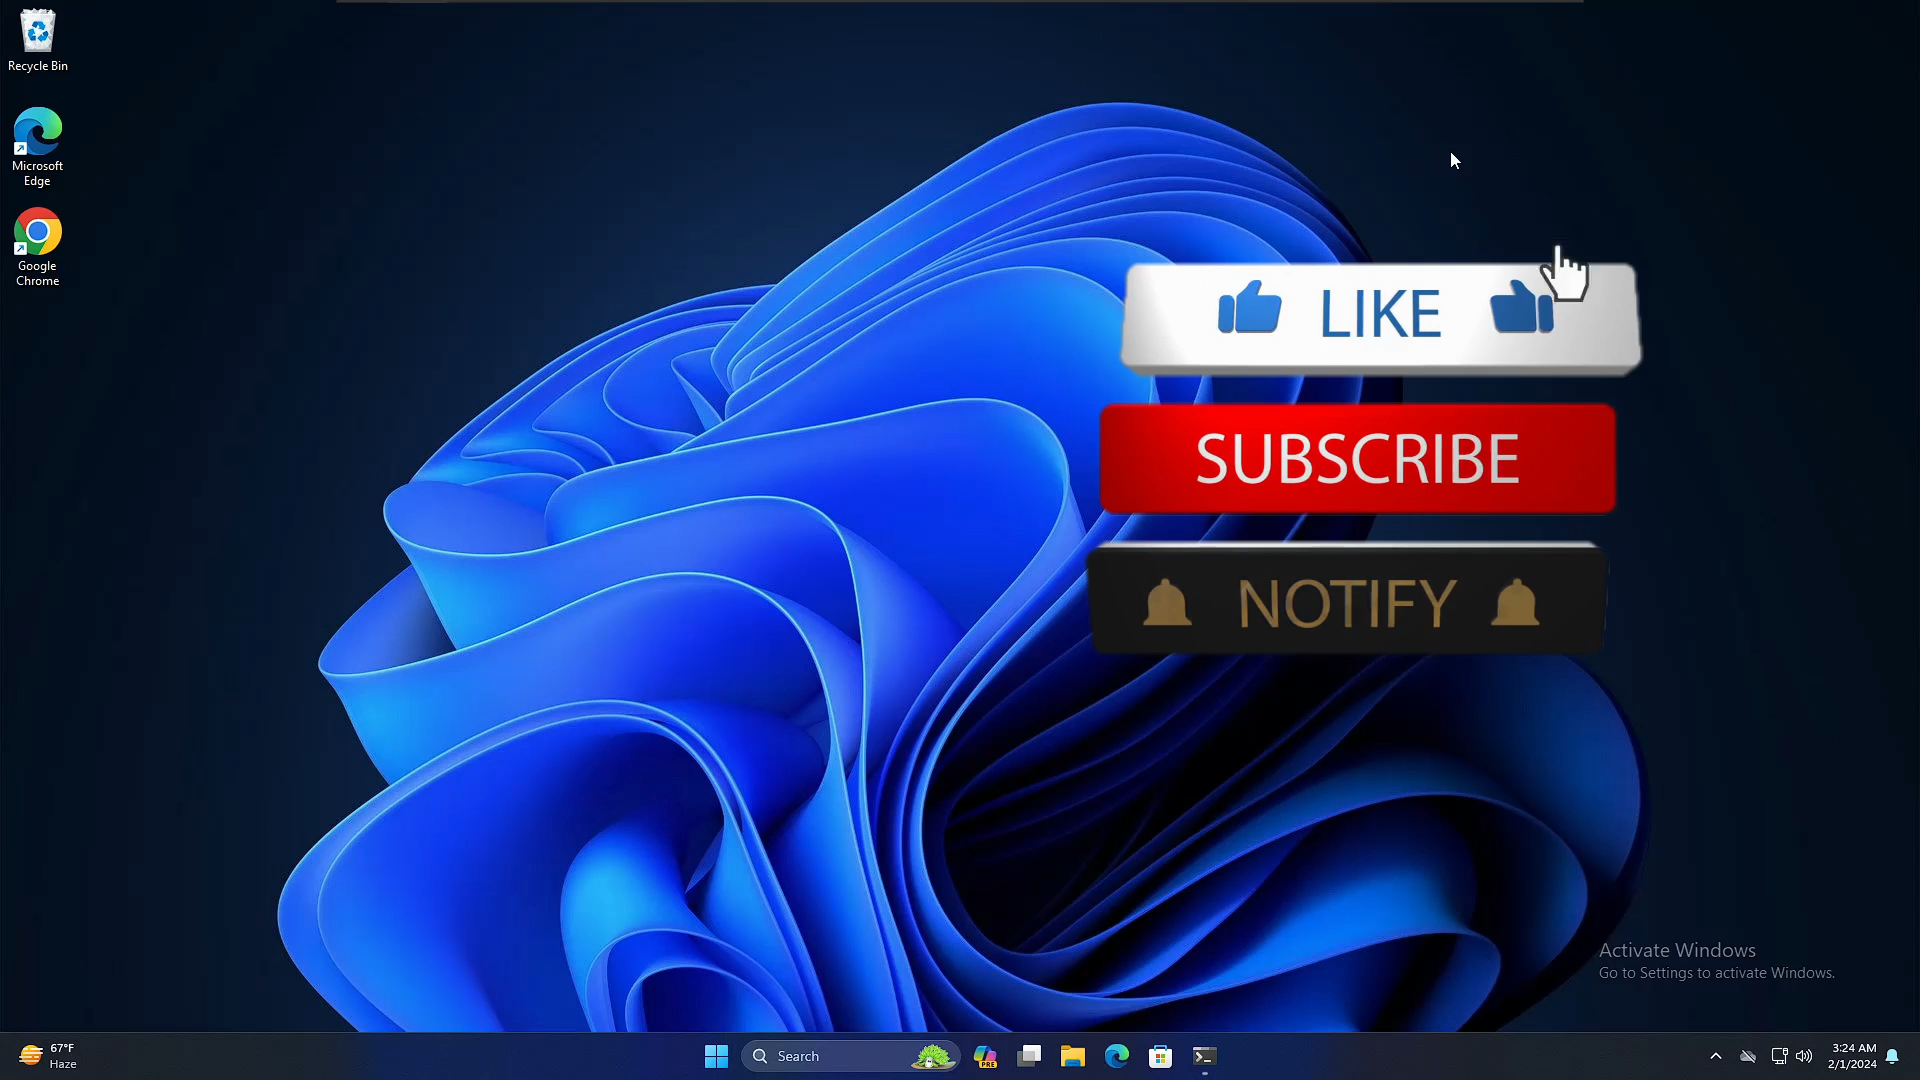 Recycle Bin
Microsoft
Edge
Google
Chrome
LIKE
SUBSCRIBE
NOTIFY
Activate Windows
Go to Settings to activate Windows.
67°F
Haze
Search
PRE
3:24 AM
2/1/2024